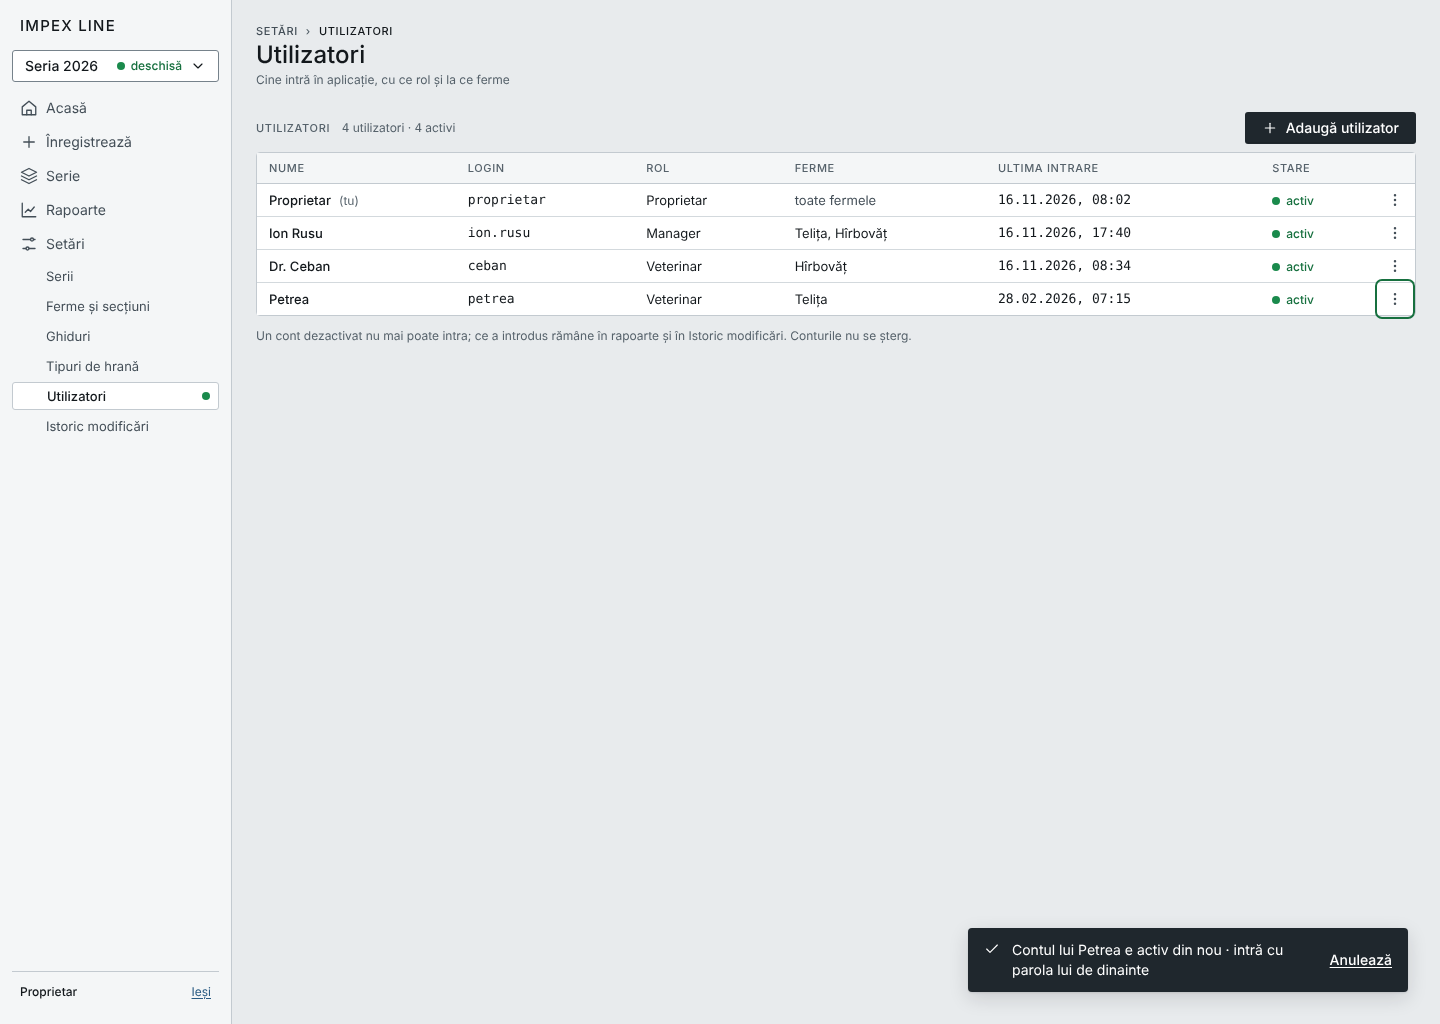 IMPEX LINE
Seria 2026 deschisă
Acasă
Înregistrează
Serie
Rapoarte
Setări
Serii
Ferme și secțiuni
Ghiduri
Tipuri de hrană
Utilizatori
Istoric modificări
Proprietar Ieși
SETĂRI › UTILIZATORI
Utilizatori
Cine intră în aplicație, cu ce rol și la ce ferme
UTILIZATORI 4 utilizatori · 4 activi
+ Adaugă utilizator
NUME LOGIN ROL FERME ULTIMA INTRARE STARE
Proprietar (tu) proprietar Proprietar toate fermele 16.11.2026, 08:02 activ
Ion Rusu ion.rusu Manager Telița, Hîrbovăț 16.11.2026, 17:40 activ
Dr. Ceban ceban Veterinar Hîrbovăț 16.11.2026, 08:34 activ
Petrea petrea Veterinar Telița 28.02.2026, 07:15 activ
Un cont dezactivat nu mai poate intra; ce a introdus rămâne în rapoarte și în Istoric modificări. Conturile nu se șterg.
Contul lui Petrea e activ din nou · intră cu
parola lui de dinainte
Anulează